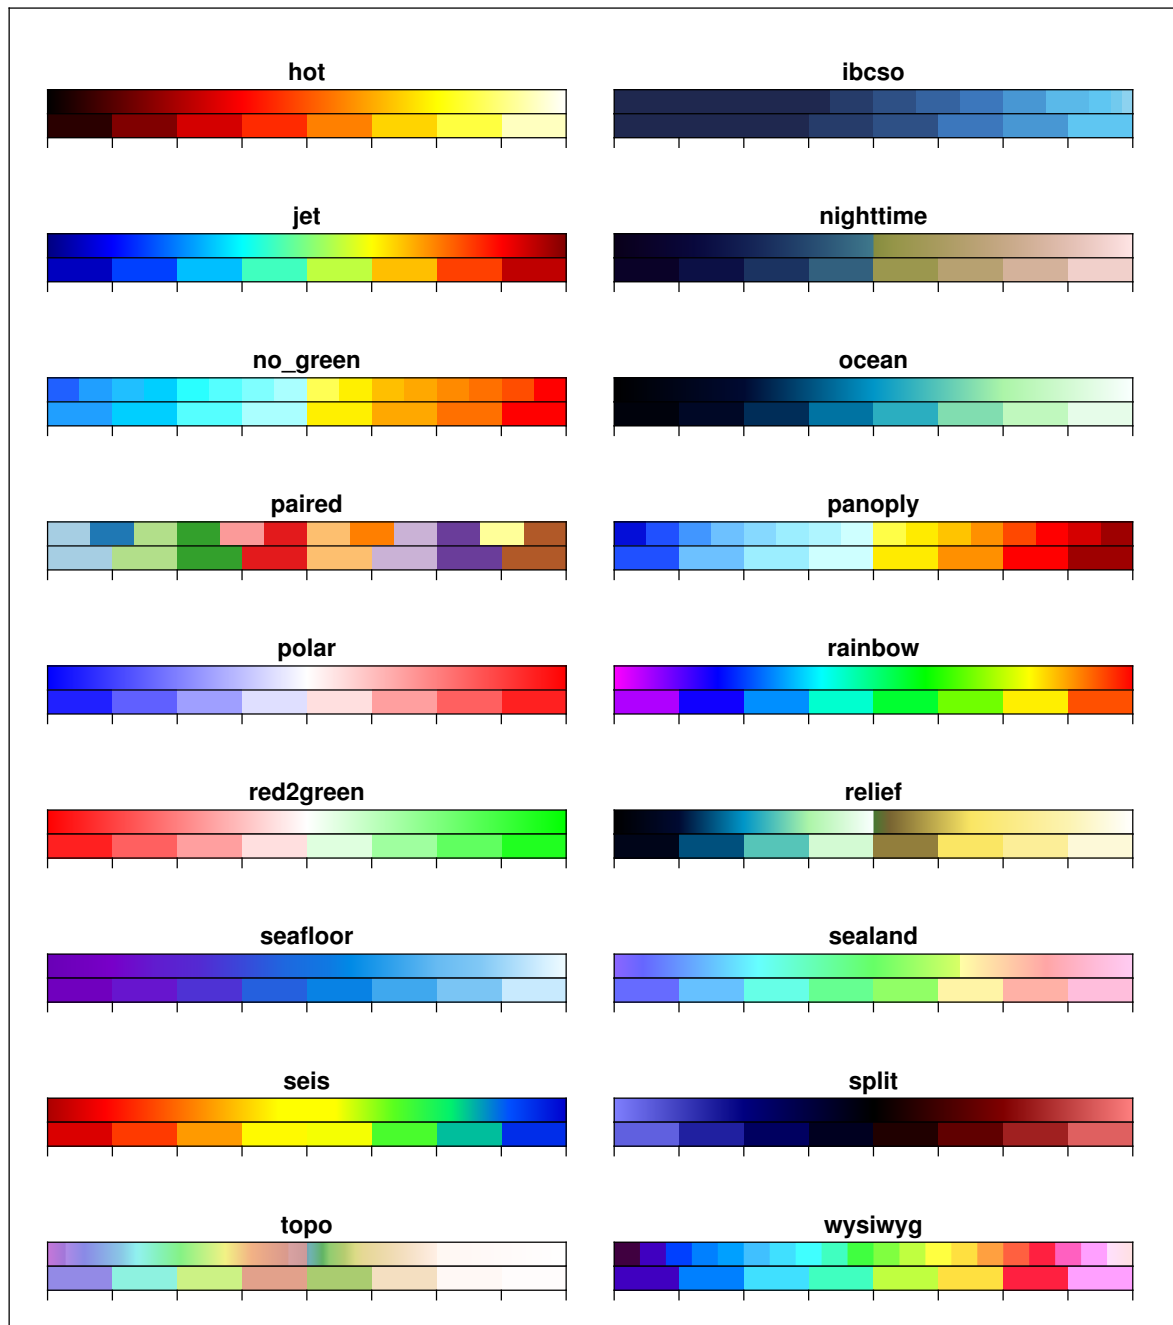 hot
ibcso
jet
nighttime
no_green
ocean
paired
panoply
polar
rainbow
red2green
relief
seafloor
sealand
seis
split
topo
wysiwyg